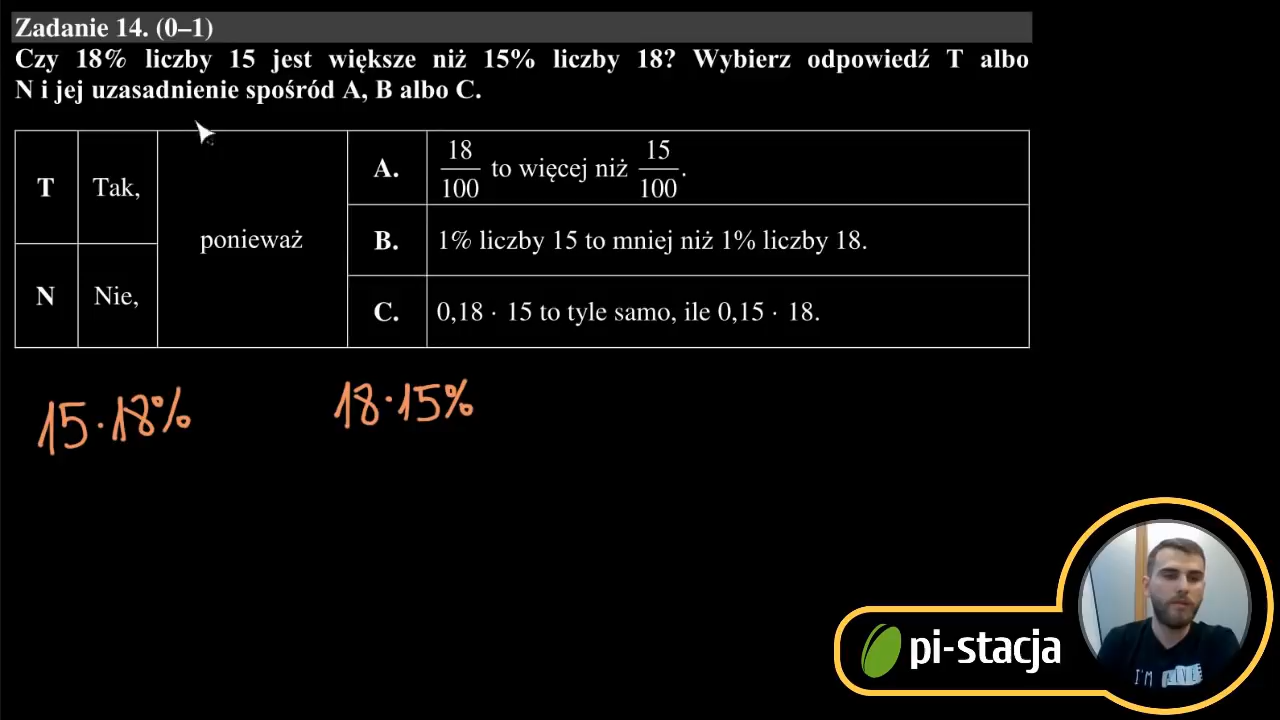 Zadanie 14. (0–1)
Czy 18% liczby 15 jest większe niż 15% liczby 18? Wybierz odpowiedź T albo
N i jej uzasadnienie spośród A, B albo C.
T Tak,
N Nie,
ponieważ
A. 18/100 to więcej niż 15/100.
B. 1% liczby 15 to mniej niż 1% liczby 18.
C. 0,18 · 15 to tyle samo, ile 0,15 · 18.
15·18% 18·15%
pi-stacja
I'M ALIVE